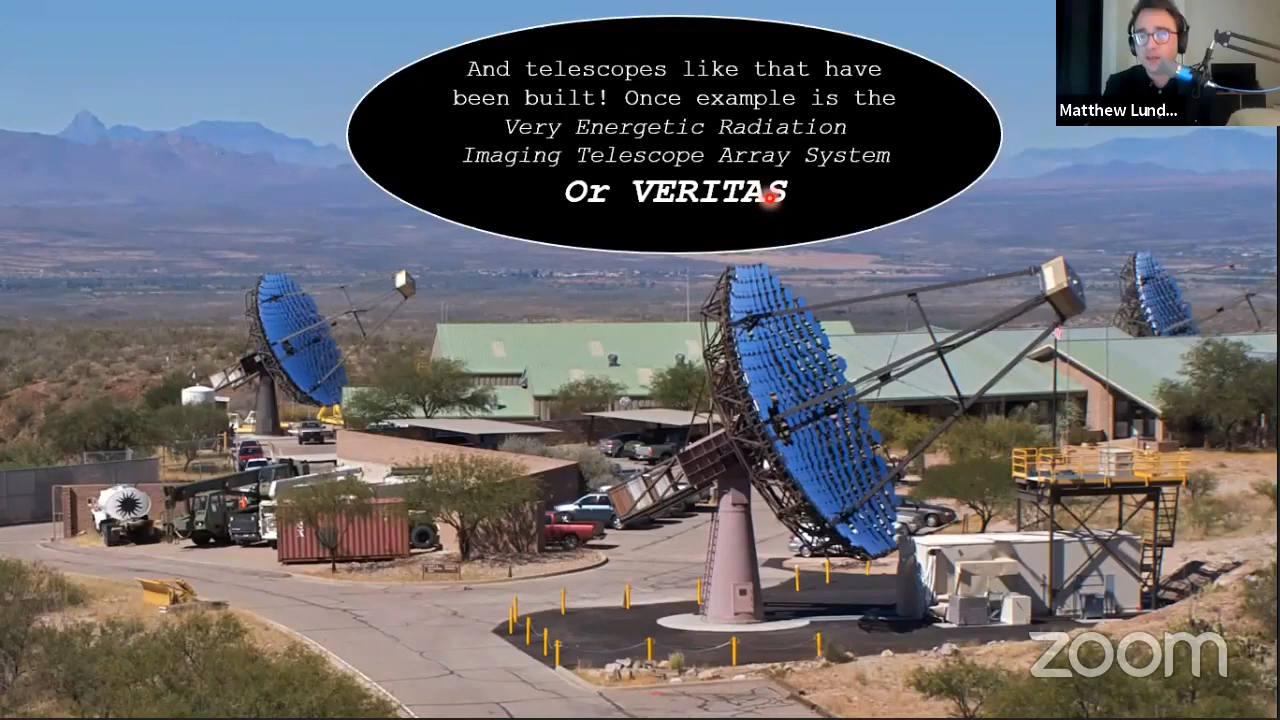 And telescopes like that have
been built! Once example is the
Very Energetic Radiation
Imaging Telescope Array System
Or VERITAS
Matthew Lund...
zoom